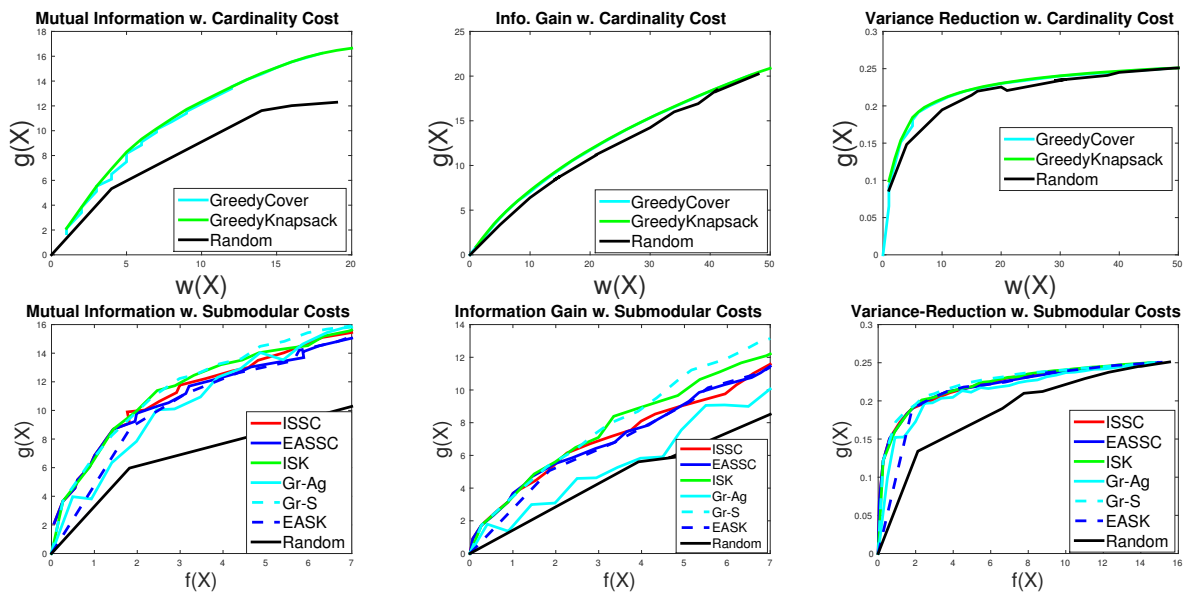 Mutual Information w. Cardinality Cost
18
16
14
12
10
8
6
4
2
0
0 5 10 15 20
g(X)
w(X)
GreedyCover
GreedyKnapsack
Random
Info. Gain w. Cardinality Cost
25
20
15
10
5
0
0 10 20 30 40 50
g(X)
w(X)
GreedyCover
GreedyKnapsack
Random
Variance Reduction w. Cardinality Cost
0.3
0.25
0.2
0.15
0.1
0.05
0
0 10 20 30 40 50
g(X)
w(X)
GreedyCover
GreedyKnapsack
Random
Mutual Information w. Submodular Costs
16
14
12
10
8
6
4
2
0
0 1 2 3 4 5 6 7
g(X)
f(X)
ISSC
EASSC
ISK
Gr-Ag
Gr-S
EASK
Random
Information Gain w. Submodular Costs
14
12
10
8
6
4
2
0
0 1 2 3 4 5 6 7
g(X)
f(X)
ISSC
EASSC
ISK
Gr-Ag
Gr-S
EASK
Random
Variance-Reduction w. Submodular Costs
0.3
0.25
0.2
0.15
0.1
0.05
0
0 2 4 6 8 10 12 14 16
g(X)
f(X)
ISSC
EASSC
ISK
Gr-Ag
Gr-S
EASK
Random